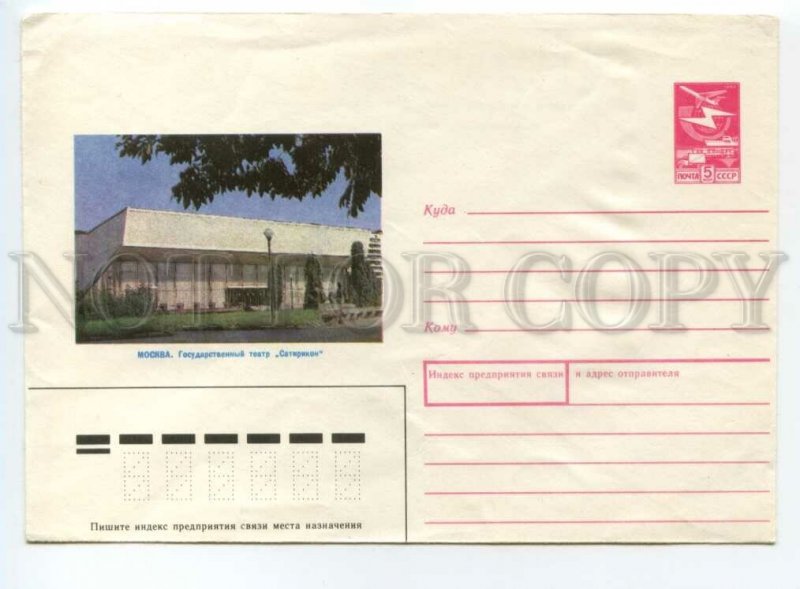 ПОЧТА 5 СССР
Куда
NOT FOR COPY
Кому
МОСКВА. Государственный театр „Сатирикон"
Индекс предприятия связи и адрес отправителя
Пишите индекс предприятия связи места назначения